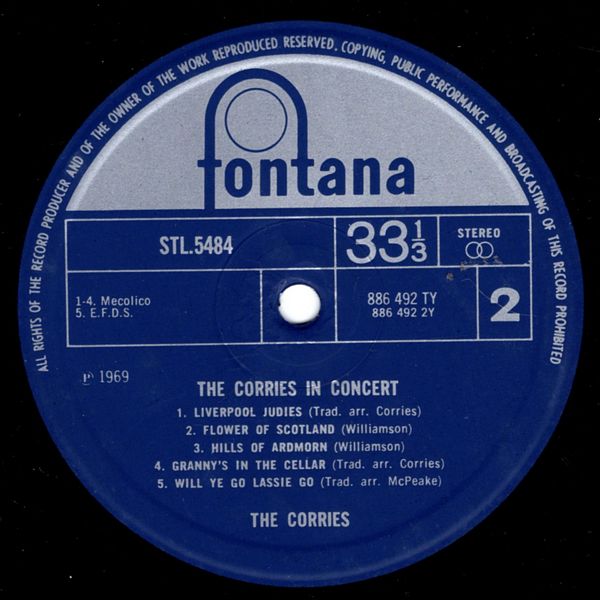 ALL RIGHTS OF THE RECORD PRODUCER AND OF THE OWNER OF THE WORK REPRODUCED RESERVED. COPYING, PUBLIC PERFORMANCE AND BROADCASTING OF THIS RECORD PROHIBITED
fontana
STL.5484
33⅓
STEREO
1-4. Mecolico
5. E.F.D.S.
886 492 TY
886 492 2Y
2
Ⓟ 1969
THE CORRIES IN CONCERT
1. LIVERPOOL JUDIES (Trad. arr. Corries)
2. FLOWER OF SCOTLAND (Williamson)
3. HILLS OF ARDMORN (Williamson)
4. GRANNY'S IN THE CELLAR (Trad. arr. Corries)
5. WILL YE GO LASSIE GO (Trad. arr. McPeake)
THE CORRIES